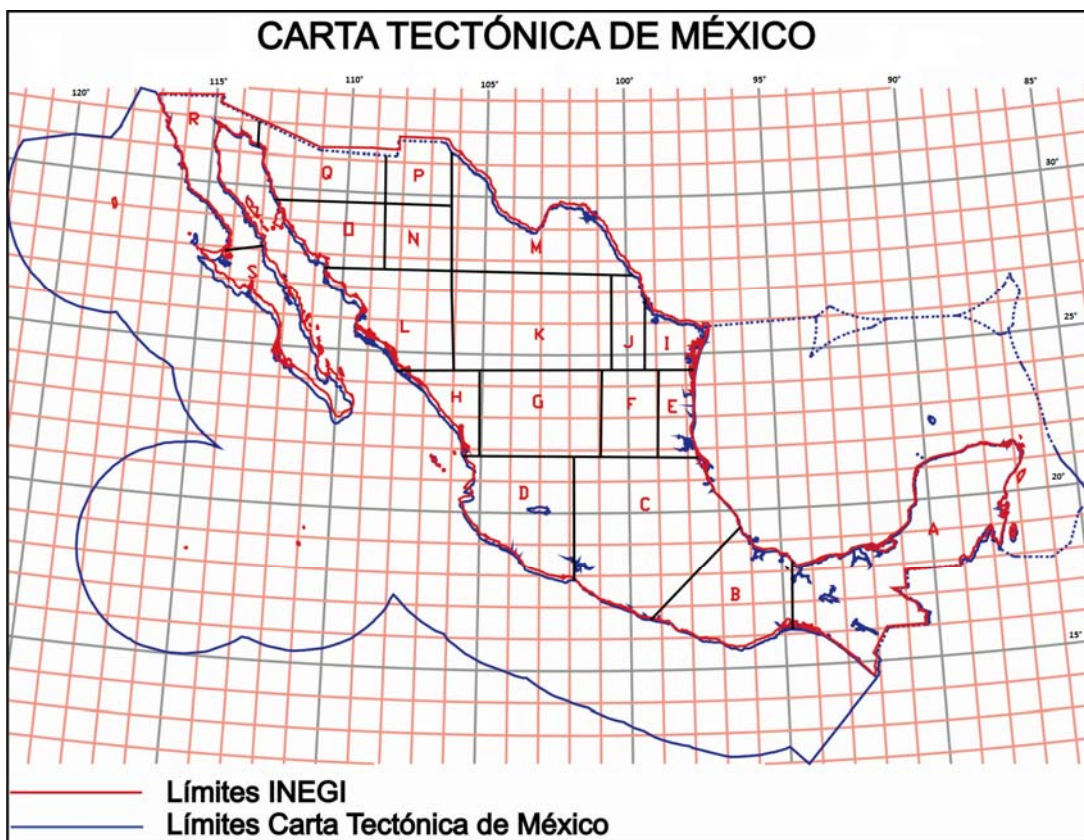 CARTA TECTÓNICA DE MÉXICO
120° 115° 110° 105° 100° 95° 90° 85°
R
30°
Q P
O N M
S
25°
L K J I
H G F E
D C
20°
A
B
15°
Límites INEGI
Límites Carta Tectónica de México